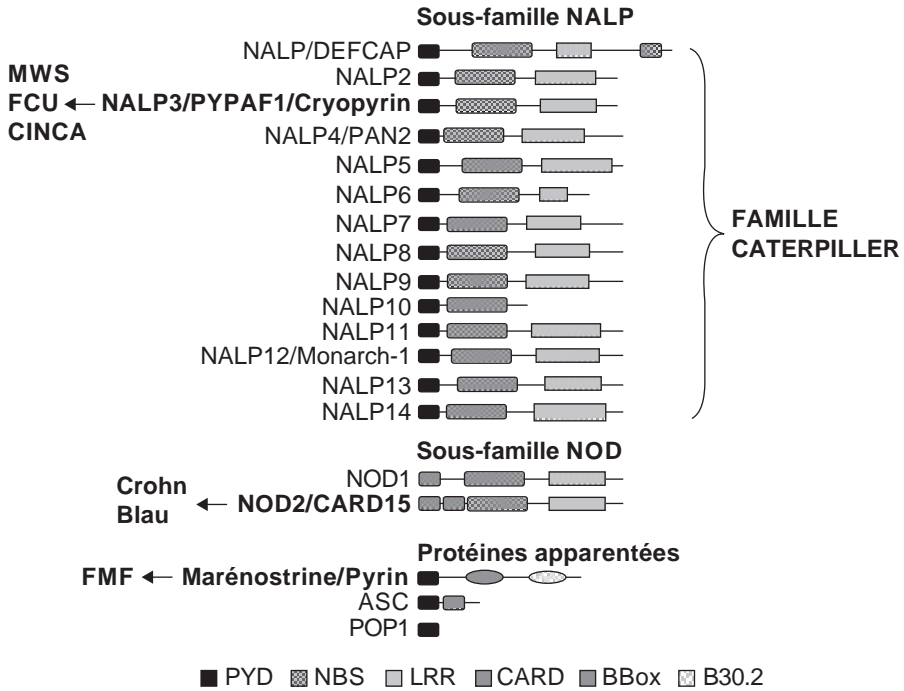 Sous-famille NALP
NALP/DEFCAP
NALP2
MWS
FCU
CINCA
NALP3/PYPAF1/Cryopyrin
NALP4/PAN2
NALP5
NALP6
NALP7
NALP8
NALP9
NALP10
NALP11
NALP12/Monarch-1
NALP13
NALP14
FAMILLE
CATERPILLER
Sous-famille NOD
NOD1
Crohn
Blau
NOD2/CARD15
Protéines apparentées
FMF
Marénostrine/Pyrin
ASC
POP1
PYD NBS LRR CARD BBox B30.2